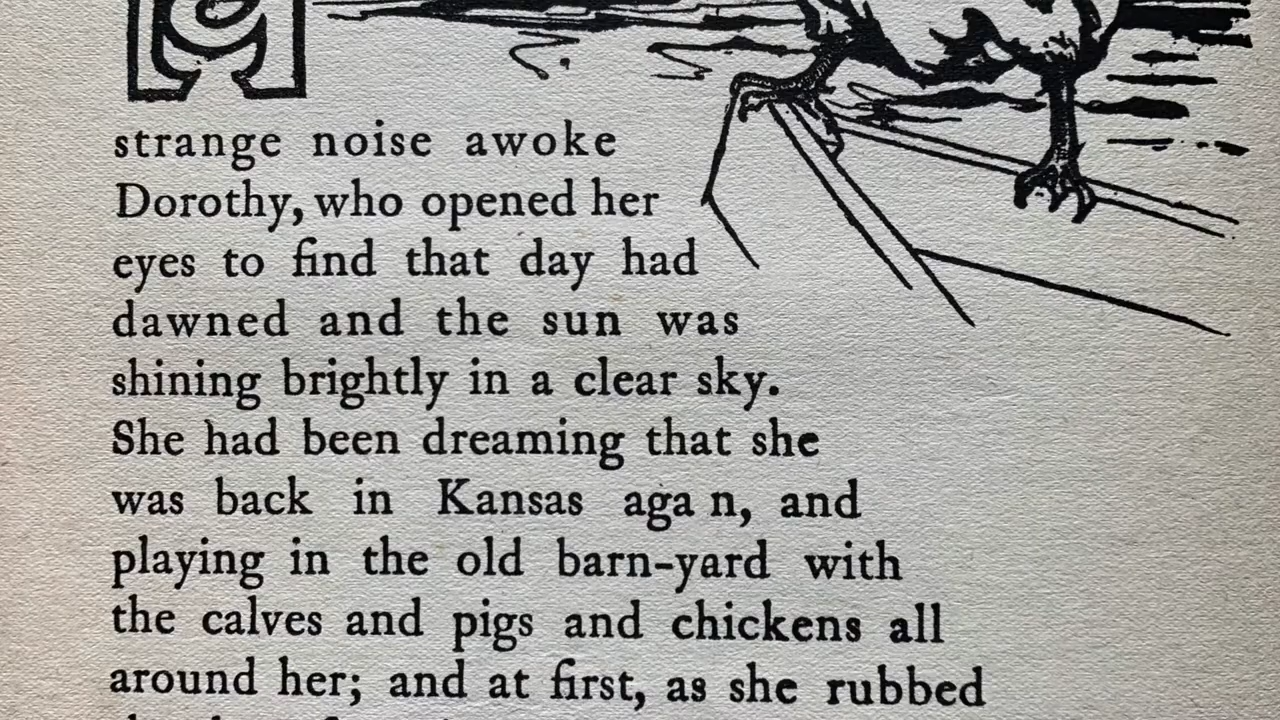 A
strange noise awoke
Dorothy, who opened her
eyes to find that day had
dawned and the sun was
shining brightly in a clear sky.
She had been dreaming that she
was back in Kansas aga n, and
playing in the old barn-yard with
the calves and pigs and chickens all
around her; and at first, as she rubbed